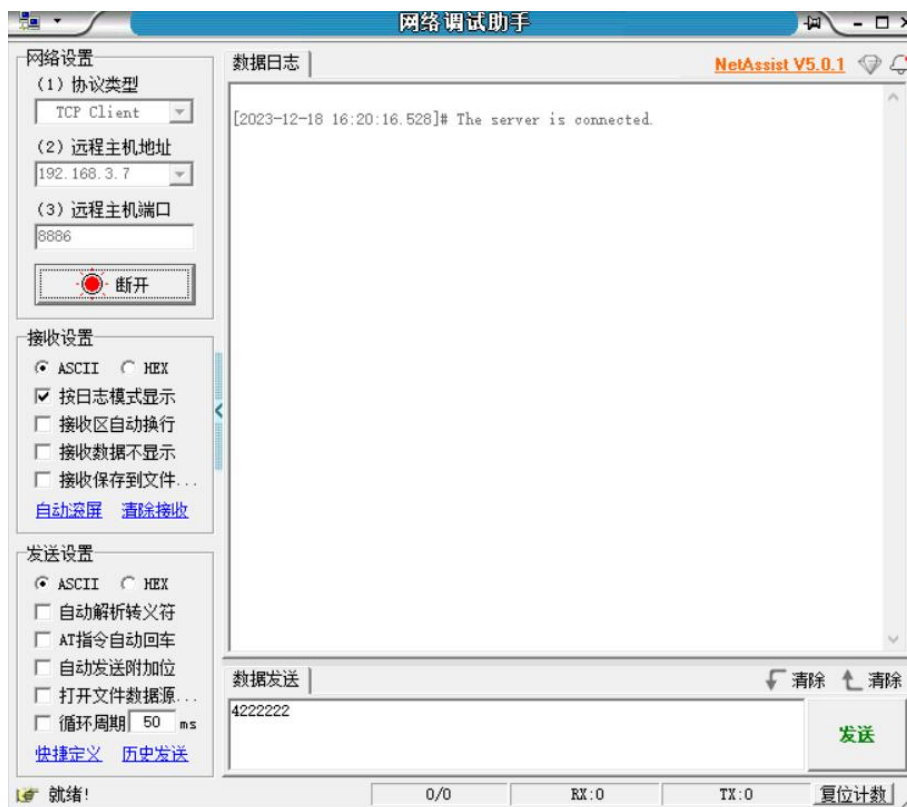 网络调试助手
网络设置
(1) 协议类型
TCP Client
(2) 远程主机地址
192.168.3.7
(3) 远程主机端口
8886
断开
接收设置
ASCII HEX
按日志模式显示
接收区自动换行
接收数据不显示
接收保存到文件...
自动滚屏 清除接收
发送设置
ASCII HEX
自动解析转义符
AT指令自动回车
自动发送附加位
打开文件数据源...
循环周期 50 ms
快捷定义 历史发送
数据日志 NetAssist V5.0.1
[2023-12-18 16:20:16.528]# The server is connected.
数据发送 清除 清除
4222222
发送
就绪! 0/0 RX:0 TX:0 复位计数